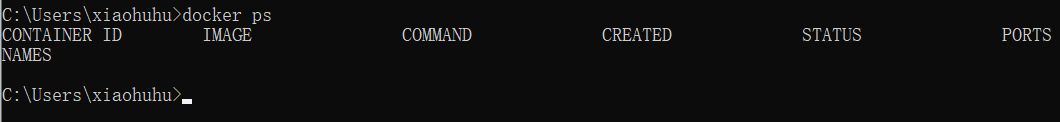 C:\Users\xiaohuhu>docker ps
CONTAINER ID IMAGE COMMAND CREATED STATUS PORTS
NAMES
C:\Users\xiaohuhu>